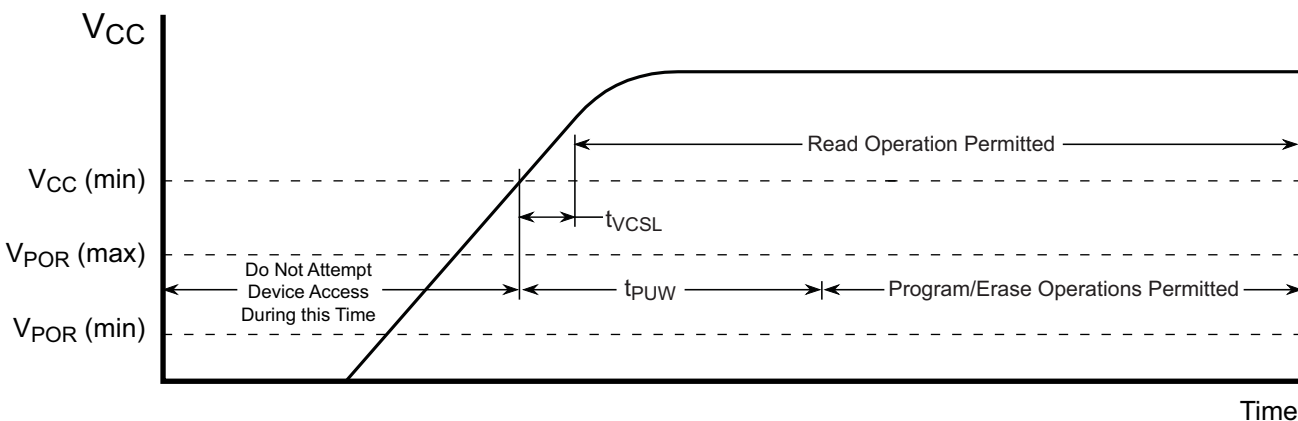 VCC
Read Operation Permitted
VCC (min)
tVCSL
VPOR (max)
Do Not Attempt
Device Access
During this Time
tPUW
Program/Erase Operations Permitted
VPOR (min)
Time